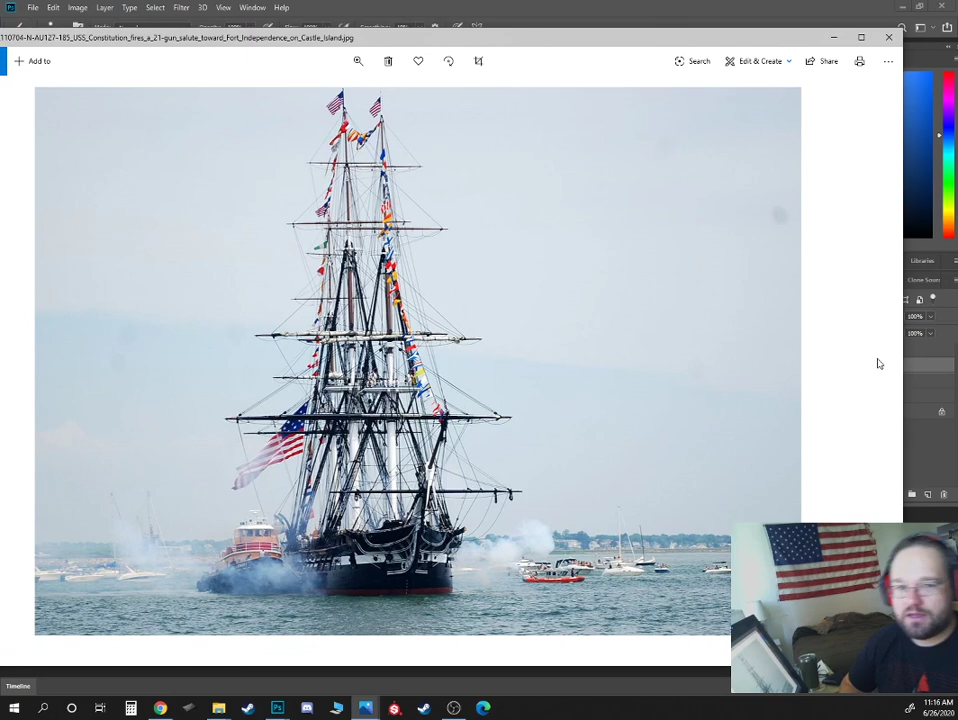 File Edit Image Layer Type Select Filter 3D View Window Help
110704-N-AU127-185_USS_Constitution_fires_a_21-gun_salute_toward_Fort_Independence_on_Castle_Island.jpg
Add to Search Edit & Create Share
Libraries
Clone Sourc
100%
100%
Timeline
11:16 AM
6/26/2020